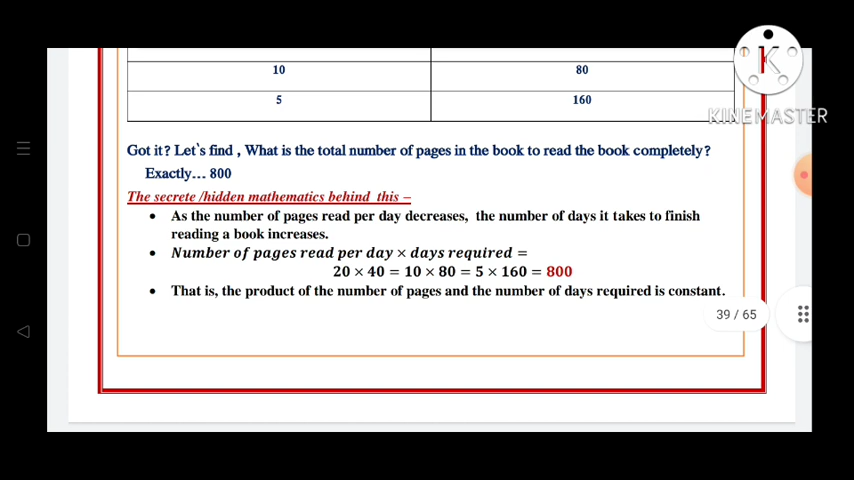 K
KINEMASTER
10 80
5 160
Got it? Let`s find , What is the total number of pages in the book to read the book completely?
Exactly... 800
The secrete /hidden mathematics behind this –
• As the number of pages read per day decreases, the number of days it takes to finish
reading a book increases.
• Number of pages read per day × days required =
20 × 40 = 10 × 80 = 5 × 160 = 800
• That is, the product of the number of pages and the number of days required is constant.
39 / 65